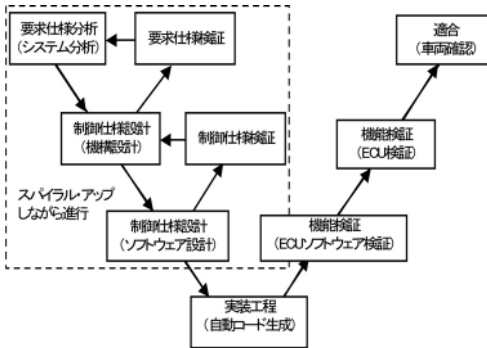 要求仕様分析
(システム分析)
要求仕様検証
適合
(車両確認)
制御仕様設計
(機構設計)
制御仕様検証
機能検証
(ECU検証)
スパイラル・アップ
しながら進行
制御仕様設計
(ソフトウェア設計)
機能検証
(ECUソフトウェア検証)
実装工程
(自動コード生成)